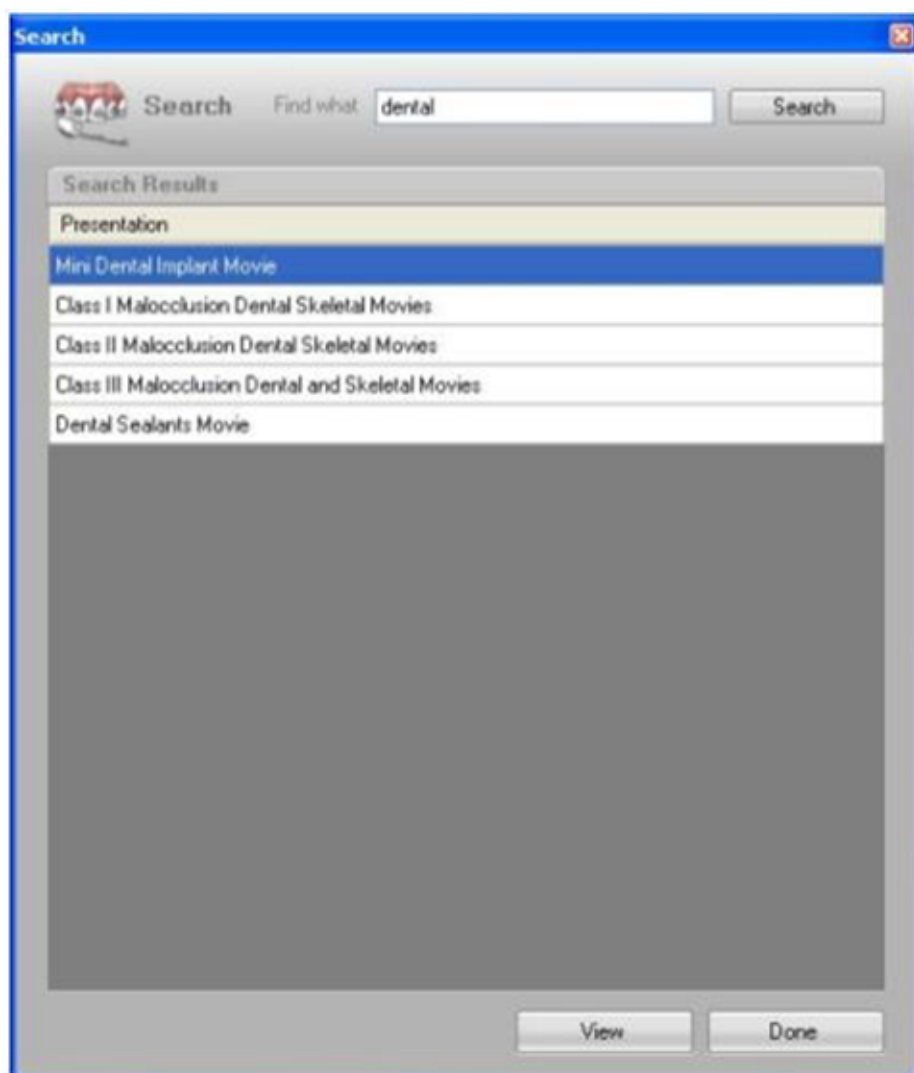 Search
Search Find what dental Search
Search Results
Presentation
Mini Dental Implant Movie
Class I Malocclusion Dental Skeletal Movies
Class II Malocclusion Dental Skeletal Movies
Class III Malocclusion Dental and Skeletal Movies
Dental Sealants Movie
View Done